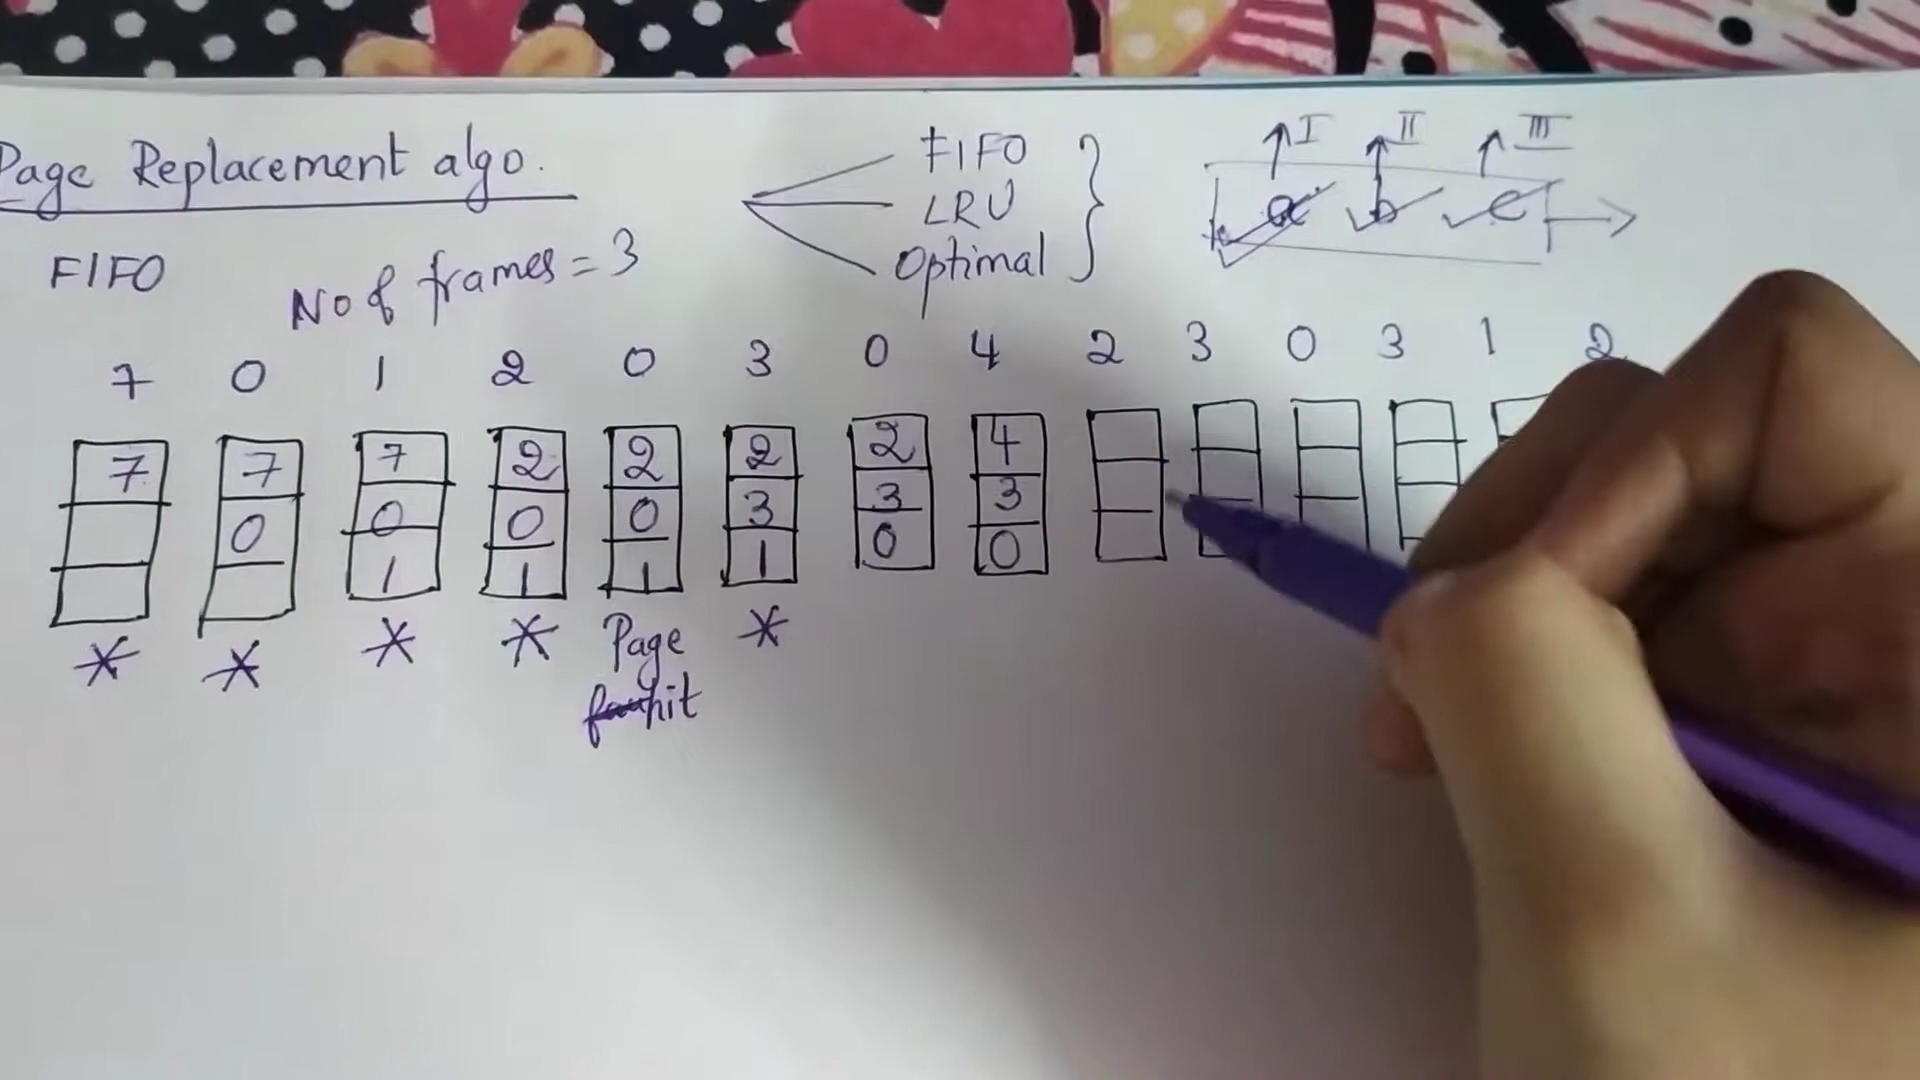 Page Replacement algo.
FIFO
LRU
Optimal
I II III
a b c
FIFO
No of frames = 3
7 0 1 2 0 3 0 4 2 3 0 3 1 2
7 7 7 2 2 2 2 4
0 0 0 0 3 3 3
1 1 1 1 0 0
* * * * Page *
hit